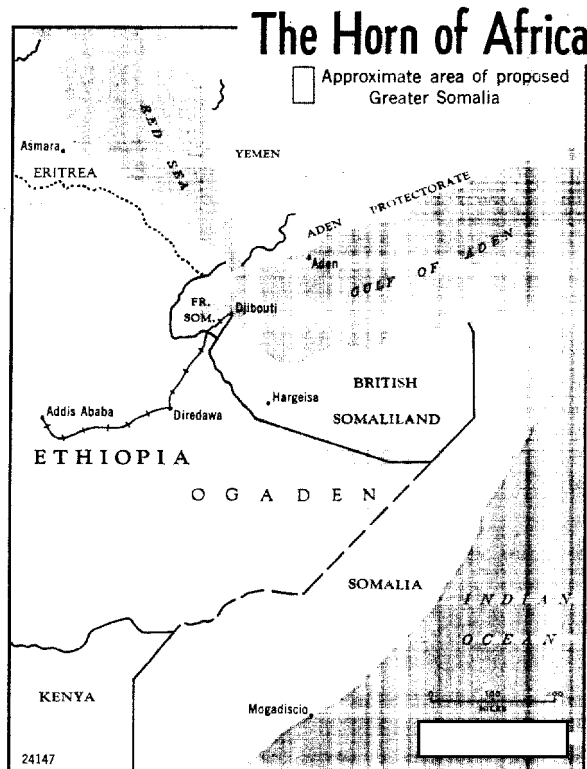 The Horn of Africa
Approximate area of proposed
Greater Somalia
RED SEA
Asmara
YEMEN
ERITREA
ADEN PROTECTORATE
Aden
GULF OF ADEN
FR.
SOM.
Djibouti
BRITISH
SOMALILAND
Hargeisa
Addis Ababa
Diredawa
ETHIOPIA
OGADEN
SOMALIA
INDIAN
OCEAN
KENYA
0
MILES
Mogadiscio
24147